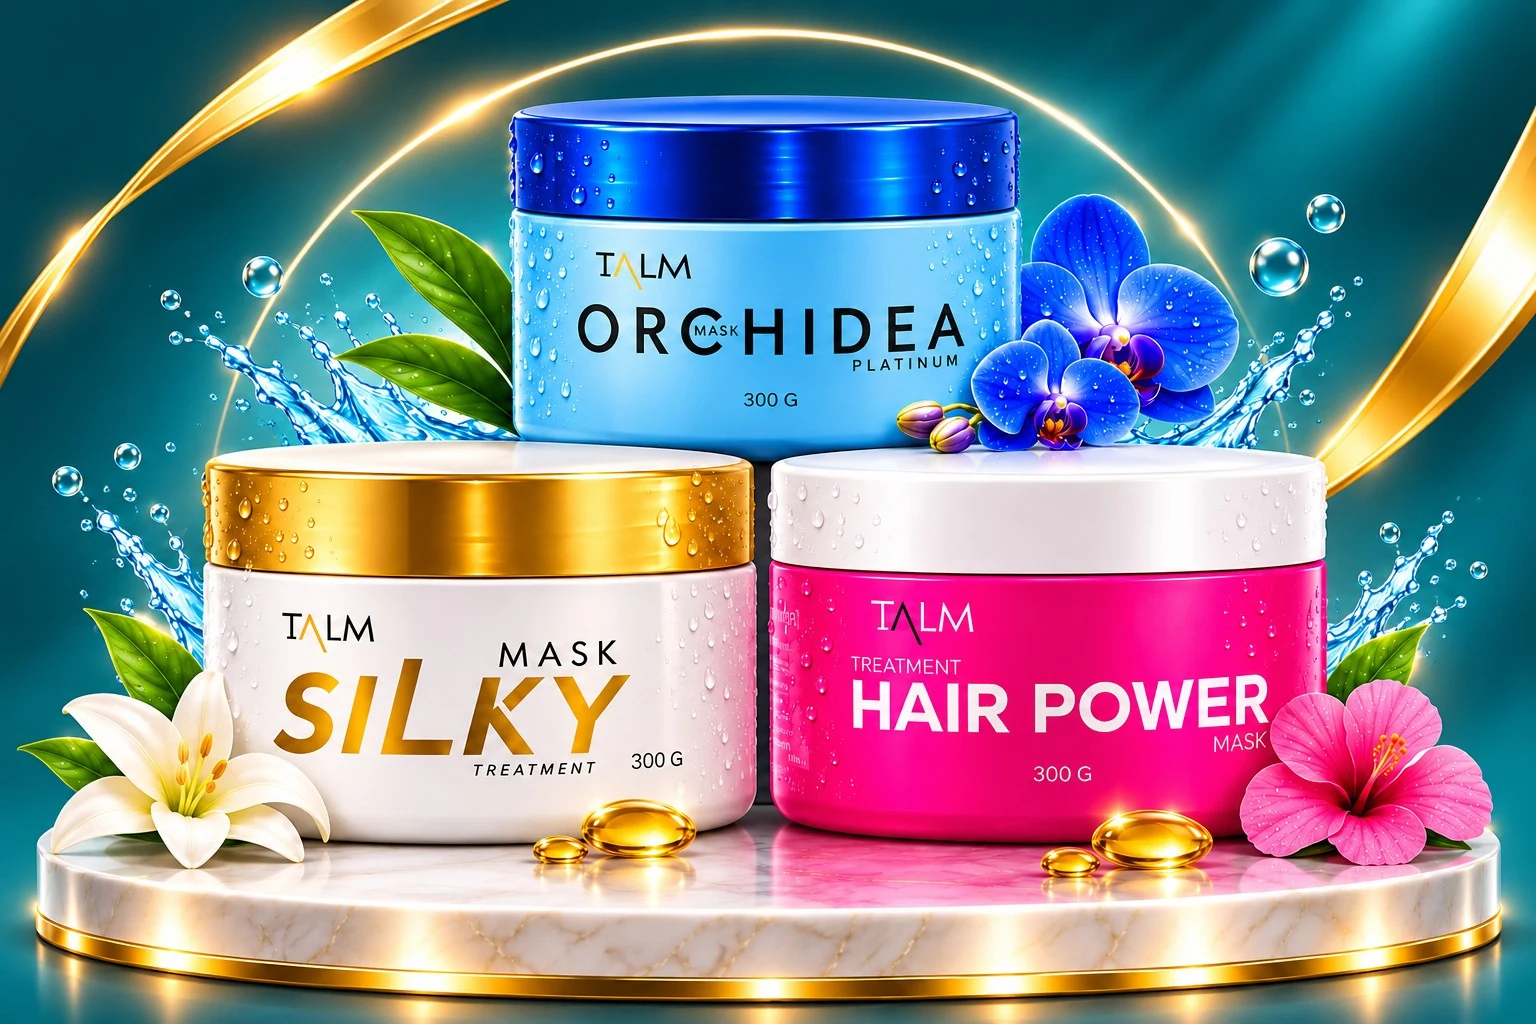 TALM
ORCHIDEA
MASK
PLATINUM
300 G
TALM
MASK
SILKY
TREATMENT
300 G
TALM
TREATMENT
HAIR POWER
MASK
300 G